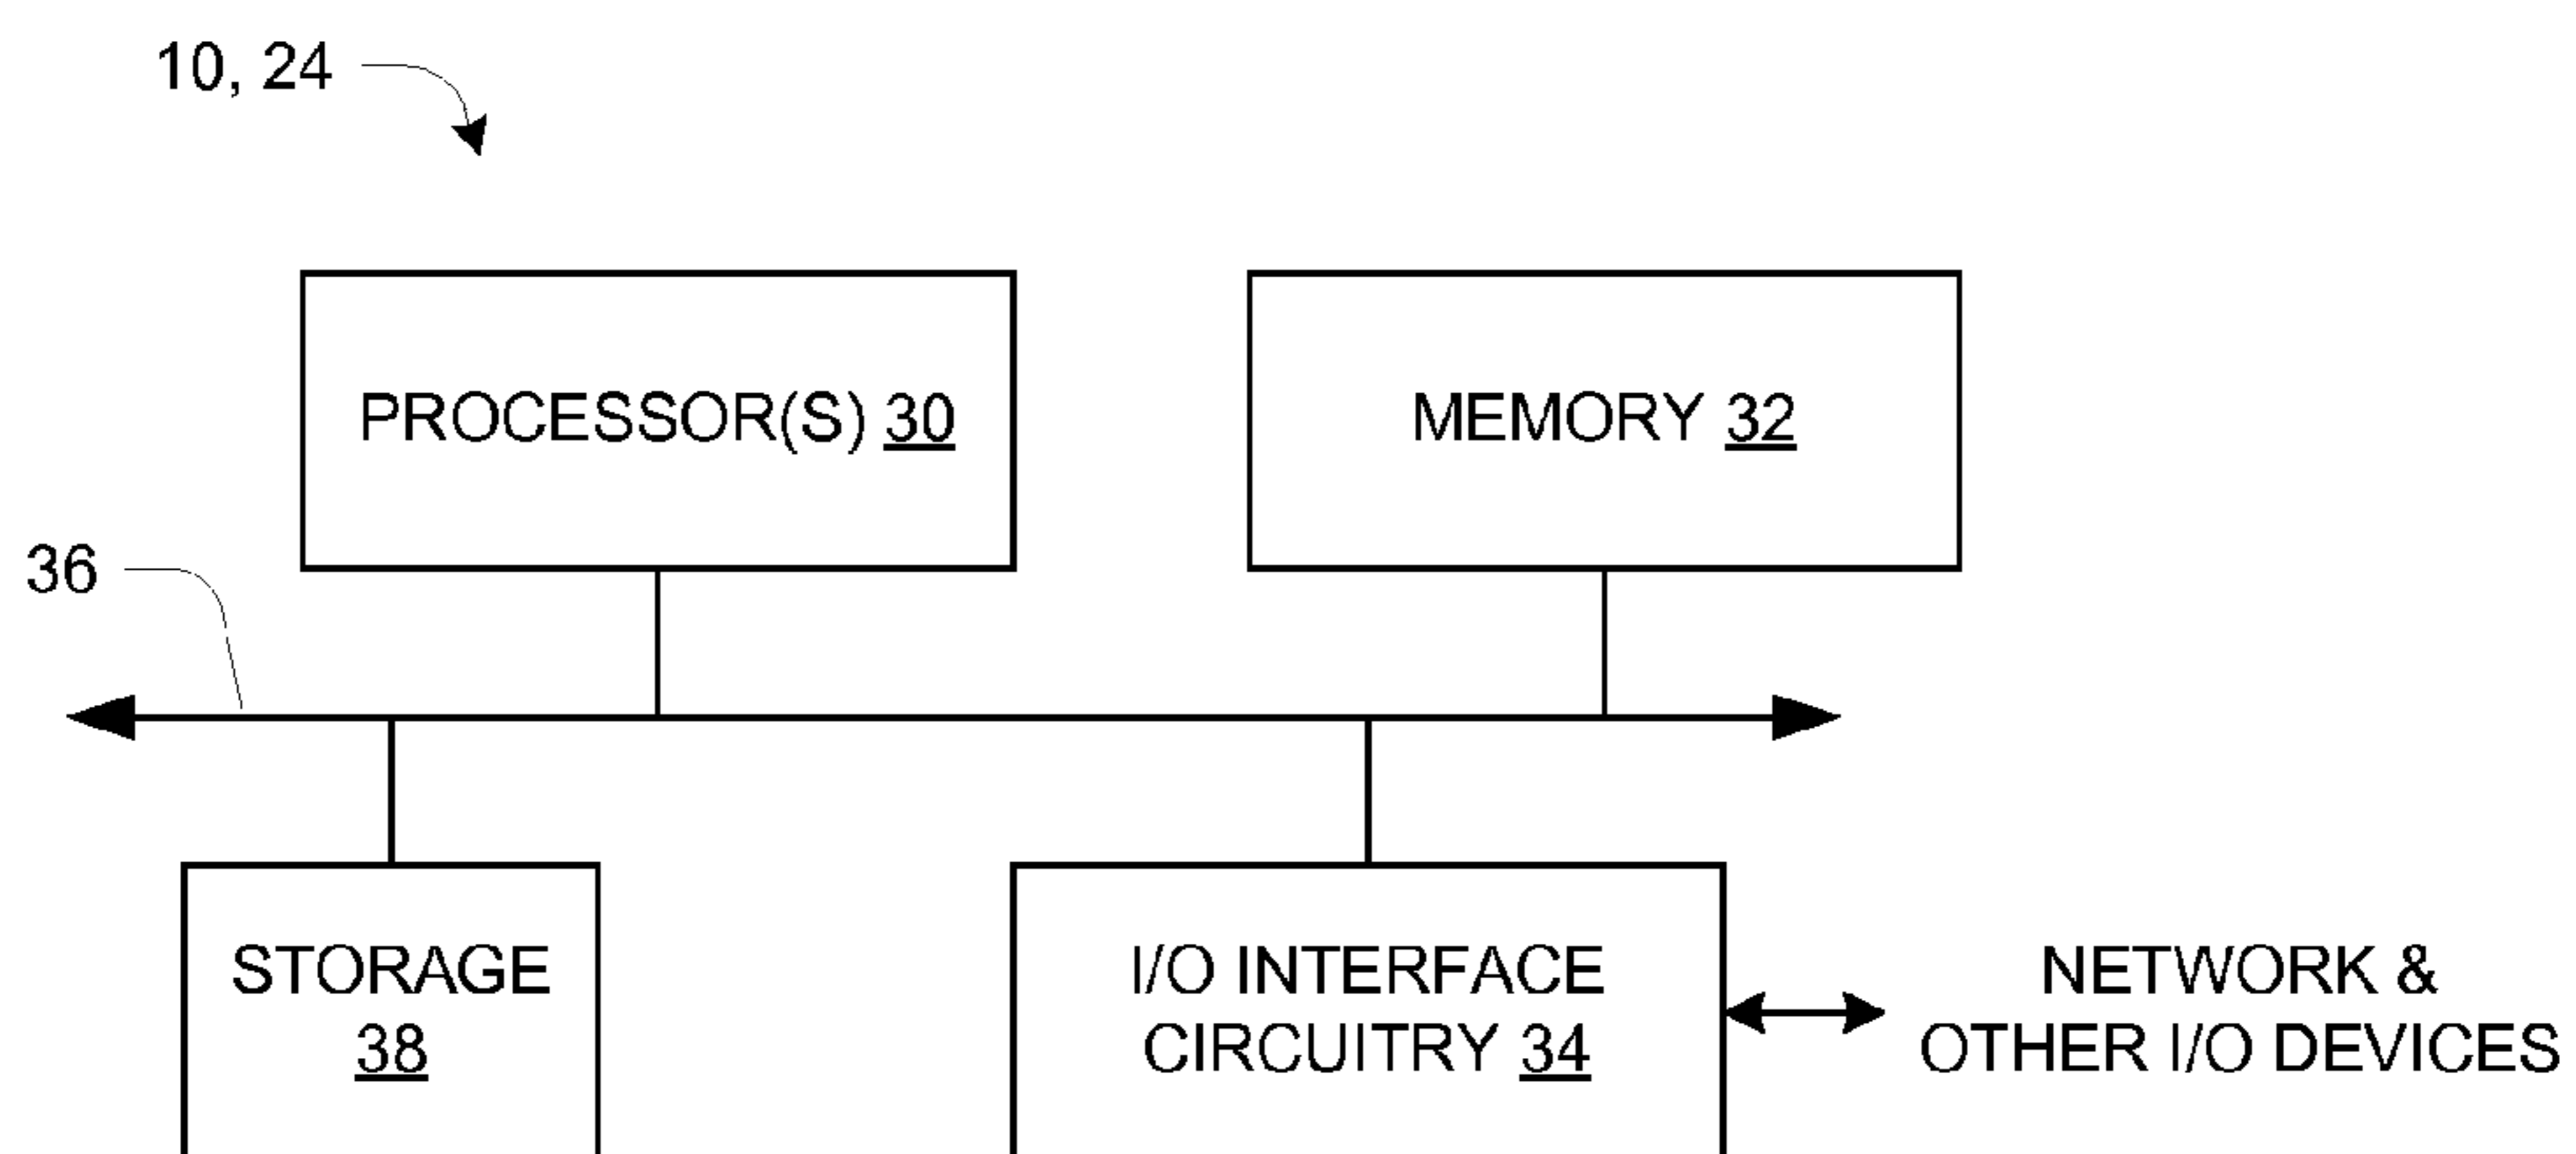 10, 24
PROCESSOR(S) 30
MEMORY 32
36
STORAGE
38
I/O INTERFACE
CIRCUITRY 34
NETWORK &
OTHER I/O DEVICES